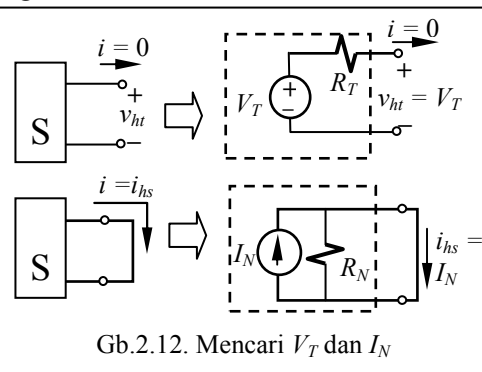 i = 0
i = 0
S
+
v_ht
−
V_T
+
−
R_T
+
v_ht = V_T
−
i =i_hs
S
I_N
R_N
i_hs =
I_N
Gb.2.12. Mencari V_T dan I_N